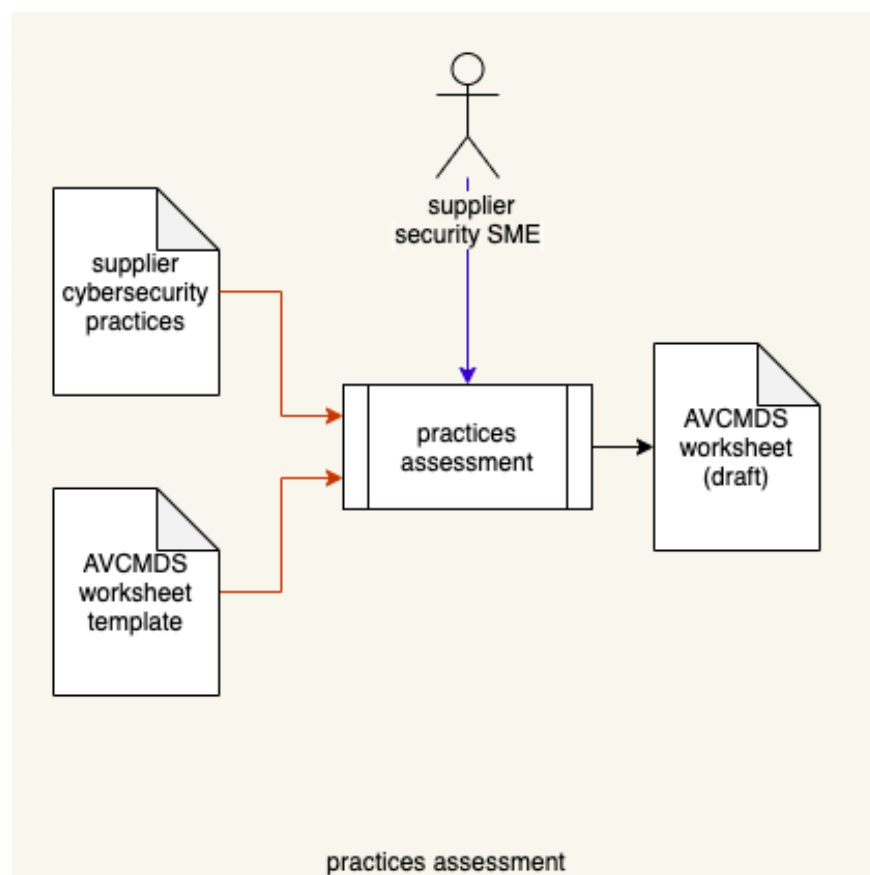 supplier
security SME
supplier
cybersecurity
practices
practices
assessment
AVCMDS
worksheet
(draft)
AVCMDS
worksheet
template
practices assessment